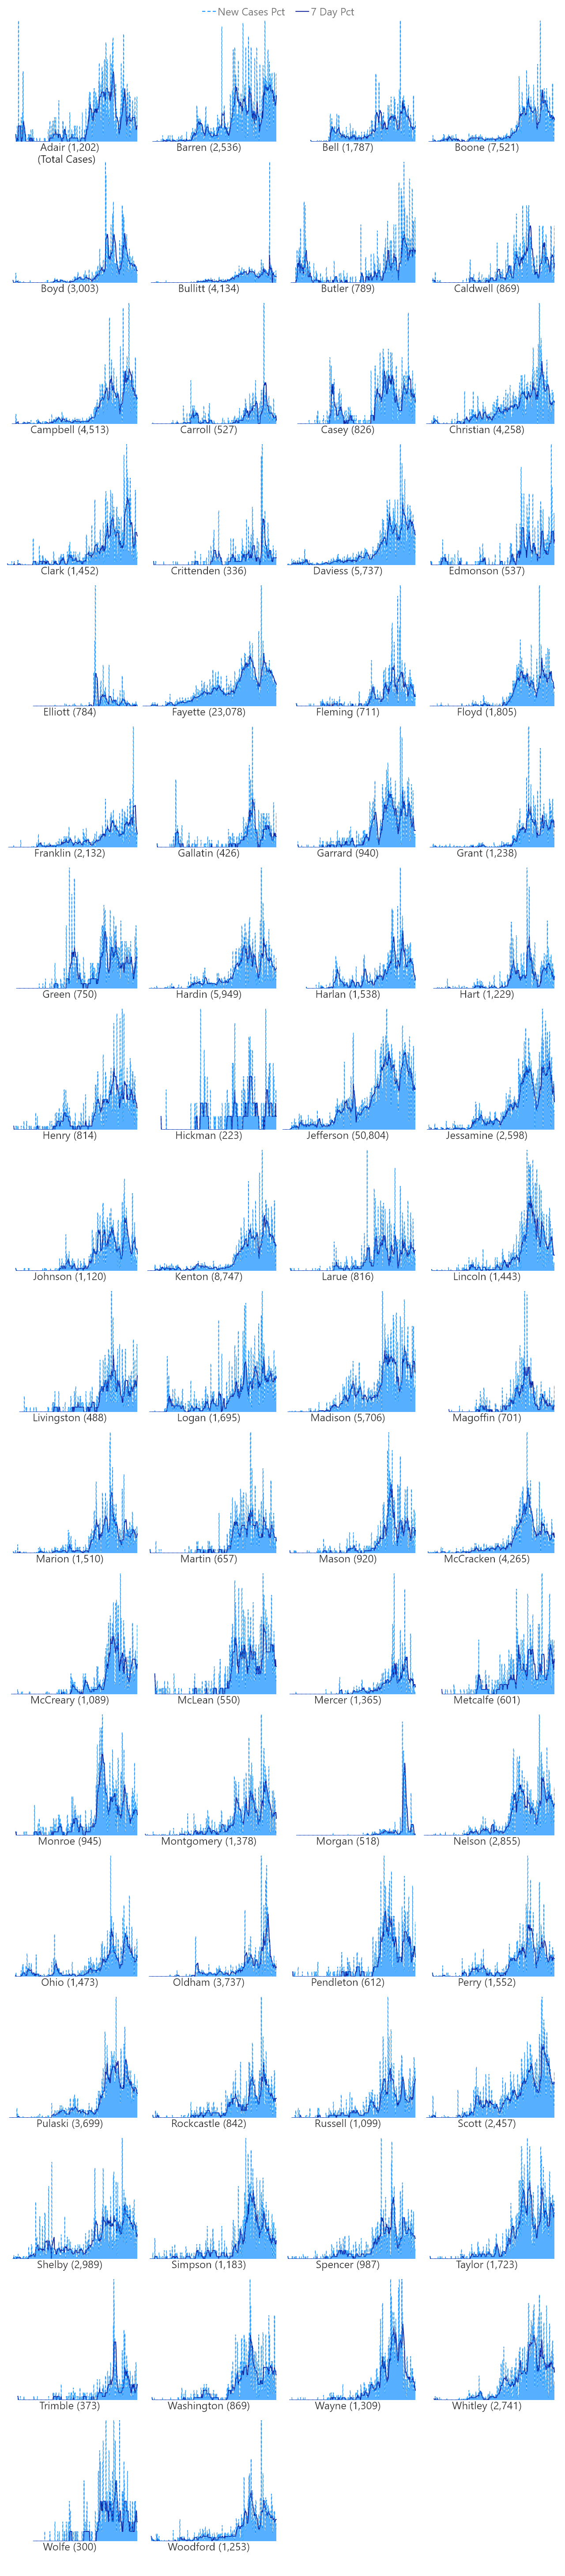 New Cases Pct 7 Day Pct
Adair (1,202) Barren (2,536) Bell (1,787) Boone (7,521)
(Total Cases)
Boyd (3,003) Bullitt (4,134) Butler (789) Caldwell (869)
Campbell (4,513) Carroll (527) Casey (826) Christian (4,258)
Clark (1,452) Crittenden (336) Daviess (5,737) Edmonson (537)
Elliott (784) Fayette (23,078) Fleming (711) Floyd (1,805)
Franklin (2,132) Gallatin (426) Garrard (940) Grant (1,238)
Green (750) Hardin (5,949) Harlan (1,538) Hart (1,229)
Henry (814) Hickman (223) Jefferson (50,804) Jessamine (2,598)
Johnson (1,120) Kenton (8,747) Larue (816) Lincoln (1,443)
Livingston (488) Logan (1,695) Madison (5,706) Magoffin (701)
Marion (1,510) Martin (657) Mason (920) McCracken (4,265)
McCreary (1,089) McLean (550) Mercer (1,365) Metcalfe (601)
Monroe (945) Montgomery (1,378) Morgan (518) Nelson (2,855)
Ohio (1,473) Oldham (3,737) Pendleton (612) Perry (1,552)
Pulaski (3,699) Rockcastle (842) Russell (1,099) Scott (2,457)
Shelby (2,989) Simpson (1,183) Spencer (987) Taylor (1,723)
Trimble (373) Washington (869) Wayne (1,309) Whitley (2,741)
Wolfe (300) Woodford (1,253)